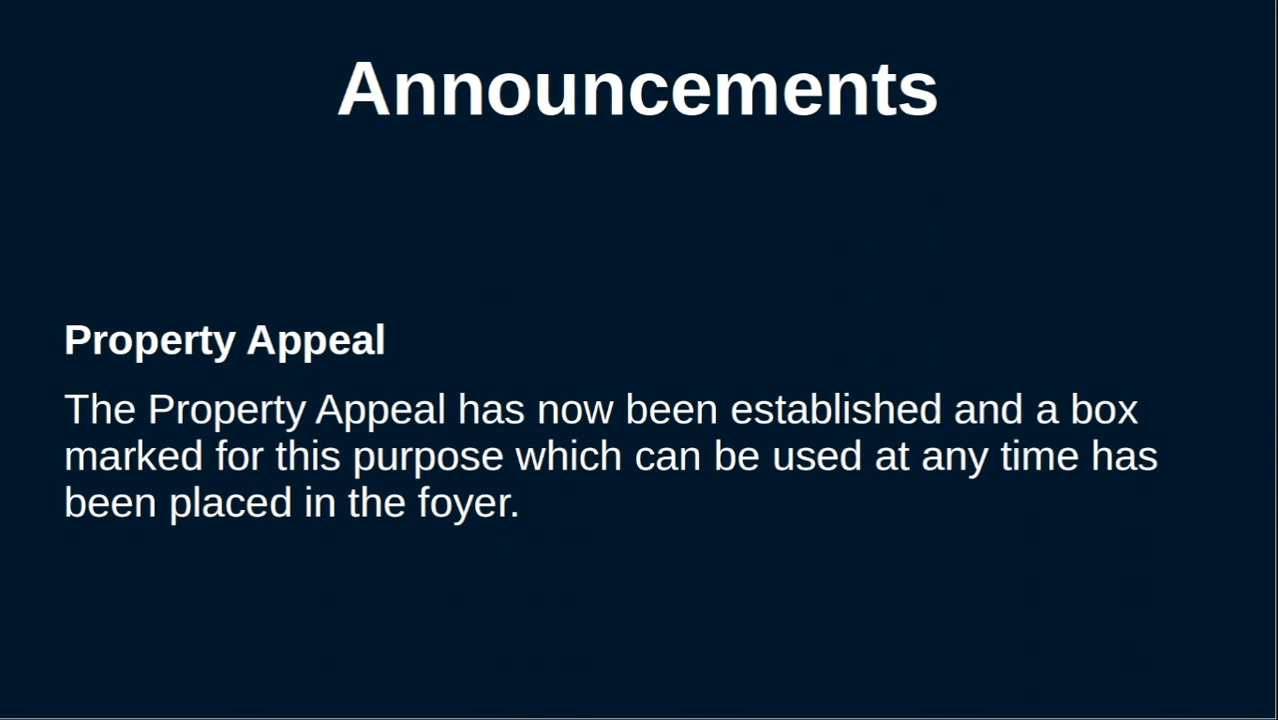 Announcements
Property Appeal
The Property Appeal has now been established and a box
marked for this purpose which can be used at any time has
been placed in the foyer.